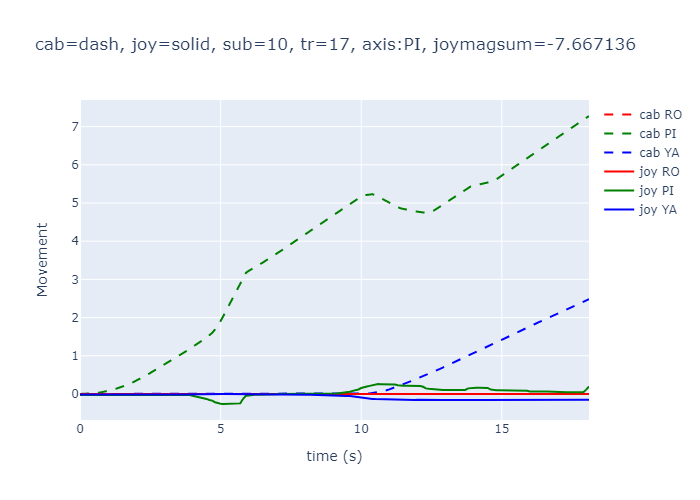 cab=dash, joy=solid, sub=10, tr=17, axis:PI, joymagsum=-7.667136
7
6
5
4
3
2
1
0
Movement
0
5
10
15
time (s)
cab RO
cab PI
cab YA
joy RO
joy PI
joy YA